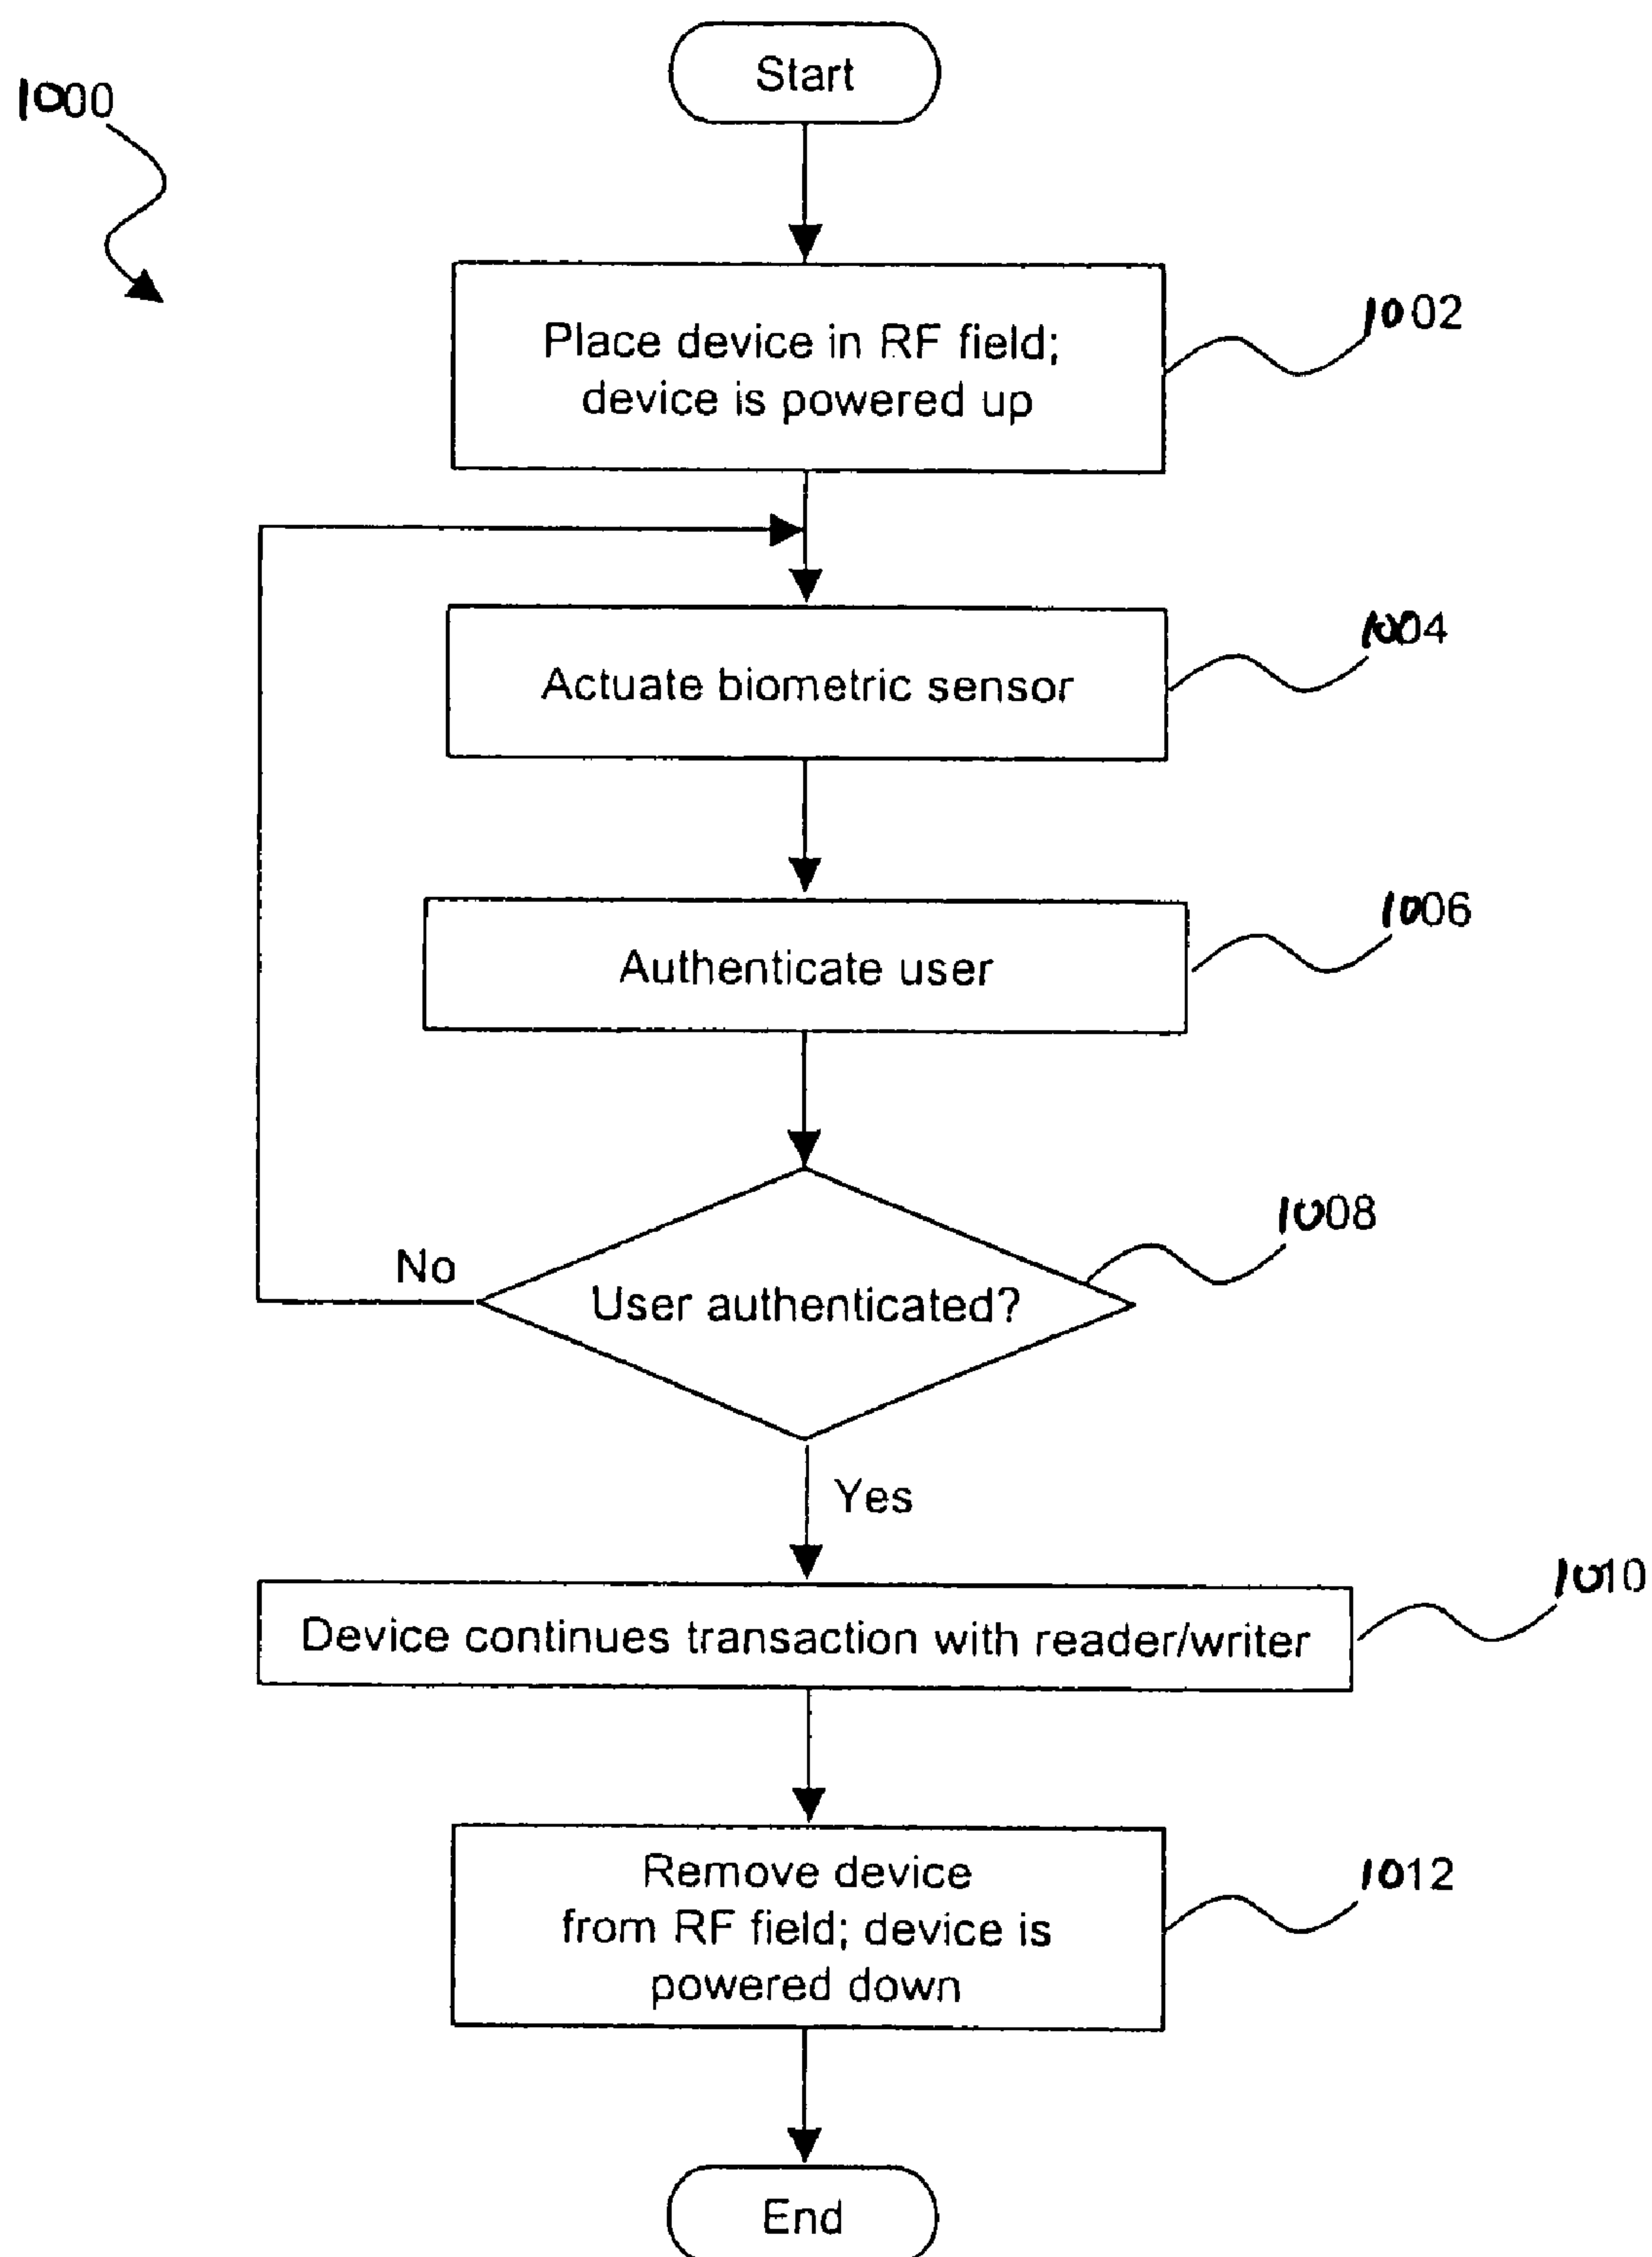 Start
1000
Place device in RF field;
device is powered up
1002
Actuate biometric sensor
1004
Authenticate user
1006
User authenticated?
1008
No
Yes
Device continues transaction with reader/writer
1010
Remove device
from RF field; device is
powered down
1012
End